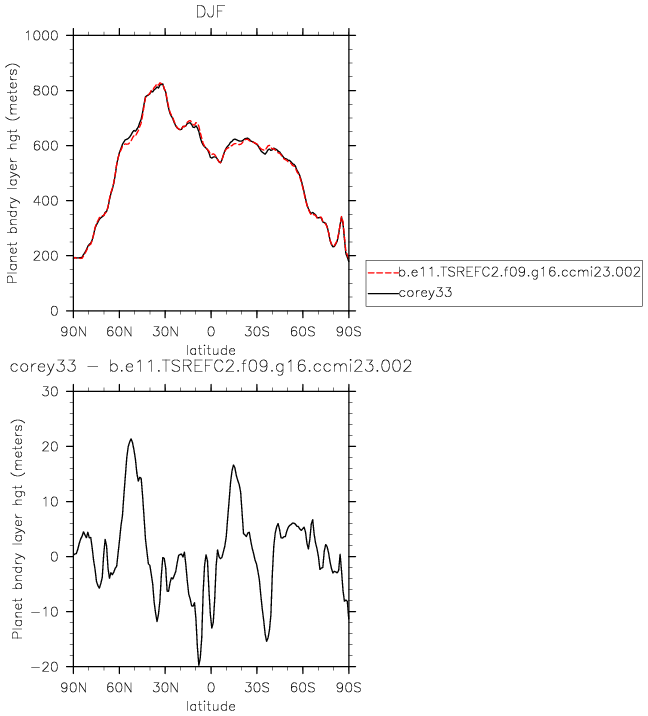 DJF
1000
800
600
400
200
0
Planet bndry layer hgt (meters)
90N 60N 30N 0 30S 60S 90S
latitude
b.e11.TSREFC2.f09.g16.ccmi23.002
corey33
corey33 − b.e11.TSREFC2.f09.g16.ccmi23.002
30
20
10
0
−10
−20
Planet bndry layer hgt (meters)
90N 60N 30N 0 30S 60S 90S
latitude